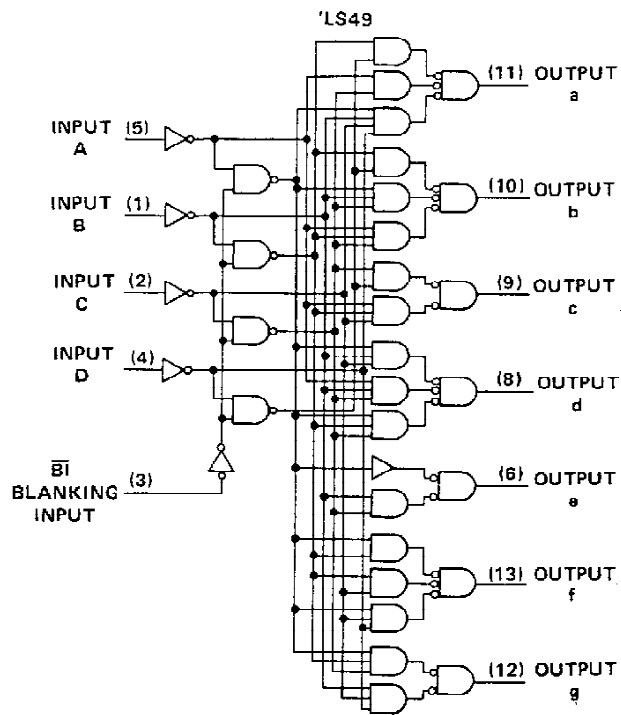 'LS49
(11) OUTPUT
a
INPUT (5)
A
(10) OUTPUT
b
INPUT (1)
B
(9) OUTPUT
c
INPUT (2)
C
INPUT (4)
D
(8) OUTPUT
d
BI
BLANKING (3)
INPUT
(6) OUTPUT
e
(13) OUTPUT
f
(12) OUTPUT
g